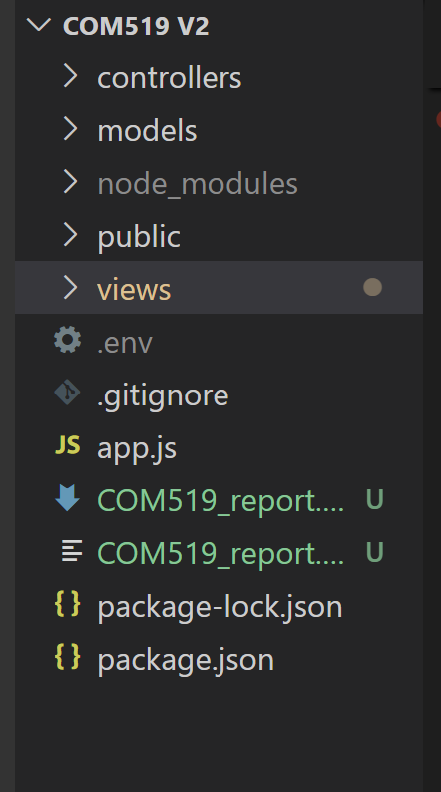 COM519 V2
controllers
models
node_modules
public
views
.env
.gitignore
JS app.js
COM519_report.... U
COM519_report.... U
{} package-lock.json
{} package.json